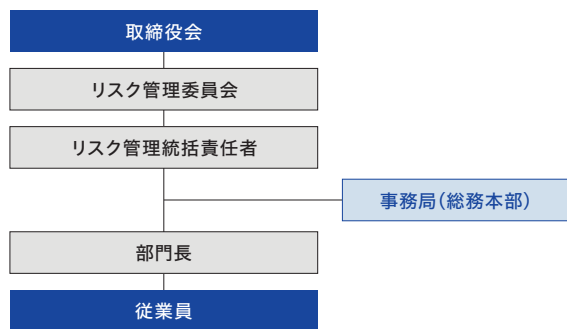 取締役会
リスク管理委員会
リスク管理統括責任者
事務局（総務本部）
部門長
従業員